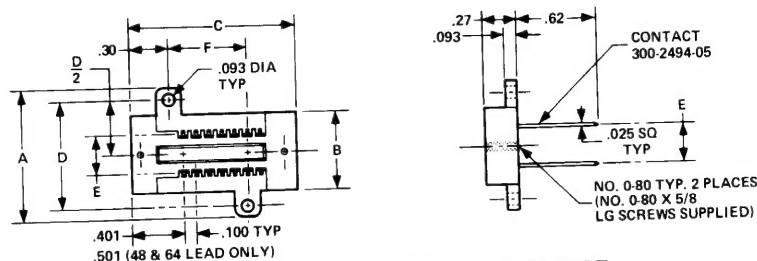 C
.30
F
D
2
.093 DIA
TYP
A
D
E
B
.401
.100 TYP
.501 (48 & 64 LEAD ONLY)
.27
.62
.093
CONTACT
300-2494-05
E
.025 SQ
TYP
NO. 0-80 TYP. 2 PLACES
(NO. 0-80 X 5/8
LG SCREWS SUPPLIED)